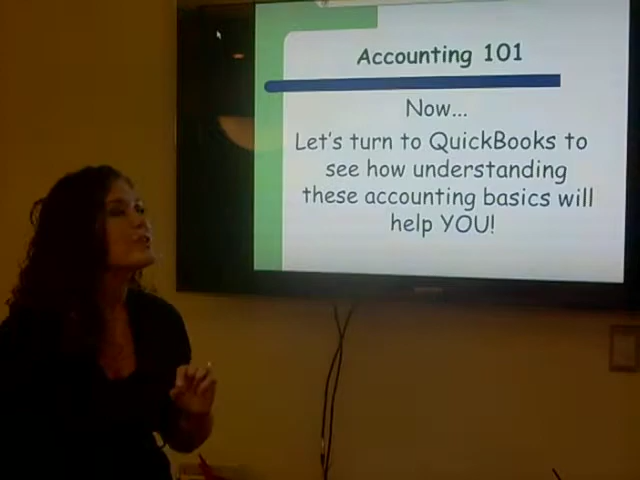 Accounting 101
Now...
Let's turn to QuickBooks to
see how understanding
these accounting basics will
help YOU!